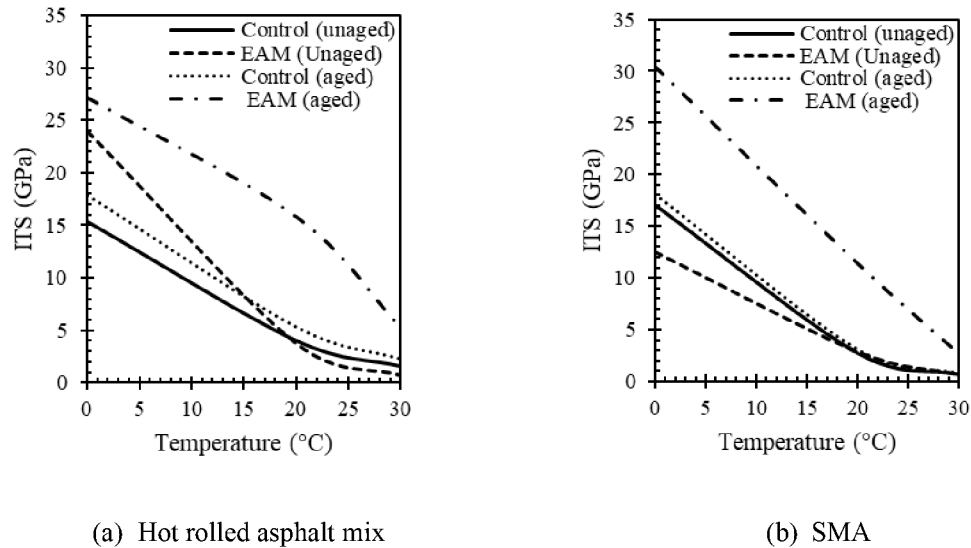 35
30
25
20
15
10
5
0
ITS (GPa)
Control (unaged)
EAM (Unaged)
Control (aged)
EAM (aged)
0 5 10 15 20 25 30
Temperature (°C)
(a) Hot rolled asphalt mix
35
30
25
20
15
10
5
0
ITS (GPa)
Control (unaged)
EAM (Unaged)
Control (aged)
EAM (aged)
0 5 10 15 20 25 30
Temperature (°C)
(b) SMA